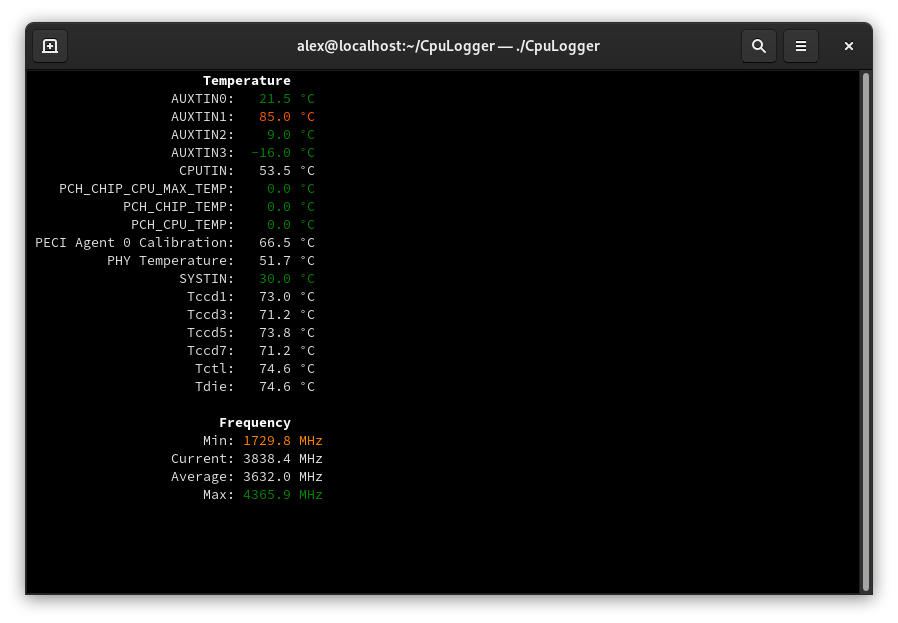 alex@localhost:~/CpuLogger — ./CpuLogger
Temperature
AUXTIN0: 21.5 °C
AUXTIN1: 85.0 °C
AUXTIN2: 9.0 °C
AUXTIN3: -16.0 °C
CPUTIN: 53.5 °C
PCH_CHIP_CPU_MAX_TEMP: 0.0 °C
PCH_CHIP_TEMP: 0.0 °C
PCH_CPU_TEMP: 0.0 °C
PECI Agent 0 Calibration: 66.5 °C
PHY Temperature: 51.7 °C
SYSTIN: 30.0 °C
Tccd1: 73.0 °C
Tccd3: 71.2 °C
Tccd5: 73.8 °C
Tccd7: 71.2 °C
Tctl: 74.6 °C
Tdie: 74.6 °C
Frequency
Min: 1729.8 MHz
Current: 3838.4 MHz
Average: 3632.0 MHz
Max: 4365.9 MHz